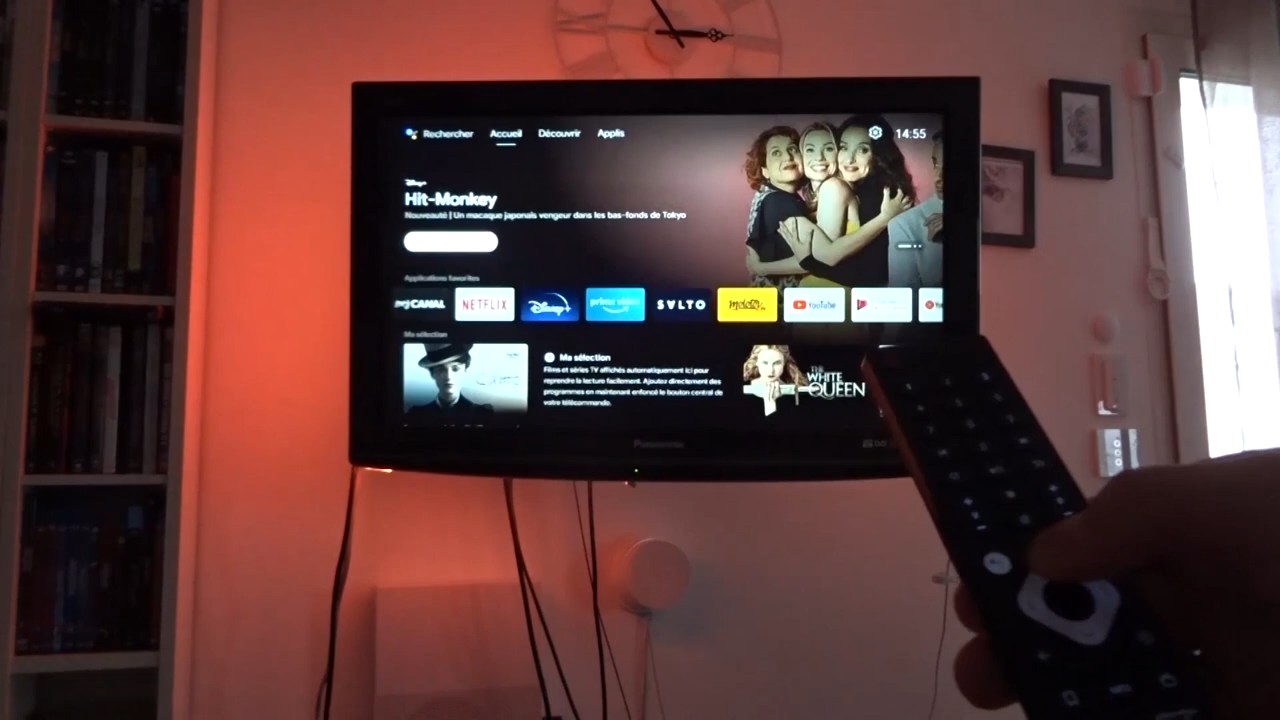 Rechercher Accueil Découvrir Applis 14:55
Disney+
Hit-Monkey
Nouveauté | Un macaque japonais vengeur dans les bas-fonds de Tokyo
Applications favorites
CANAL NETFLIX Disney+ prime video SALTO molotov YouTube
Ma sélection
Ma sélection
Films et séries TV affichés automatiquement ici pour
reprendre la lecture facilement. Ajoutez directement des
programmes en maintenant enfoncé le bouton central de
votre télécommande.
THE
WHITE
QUEEN
Panasonic